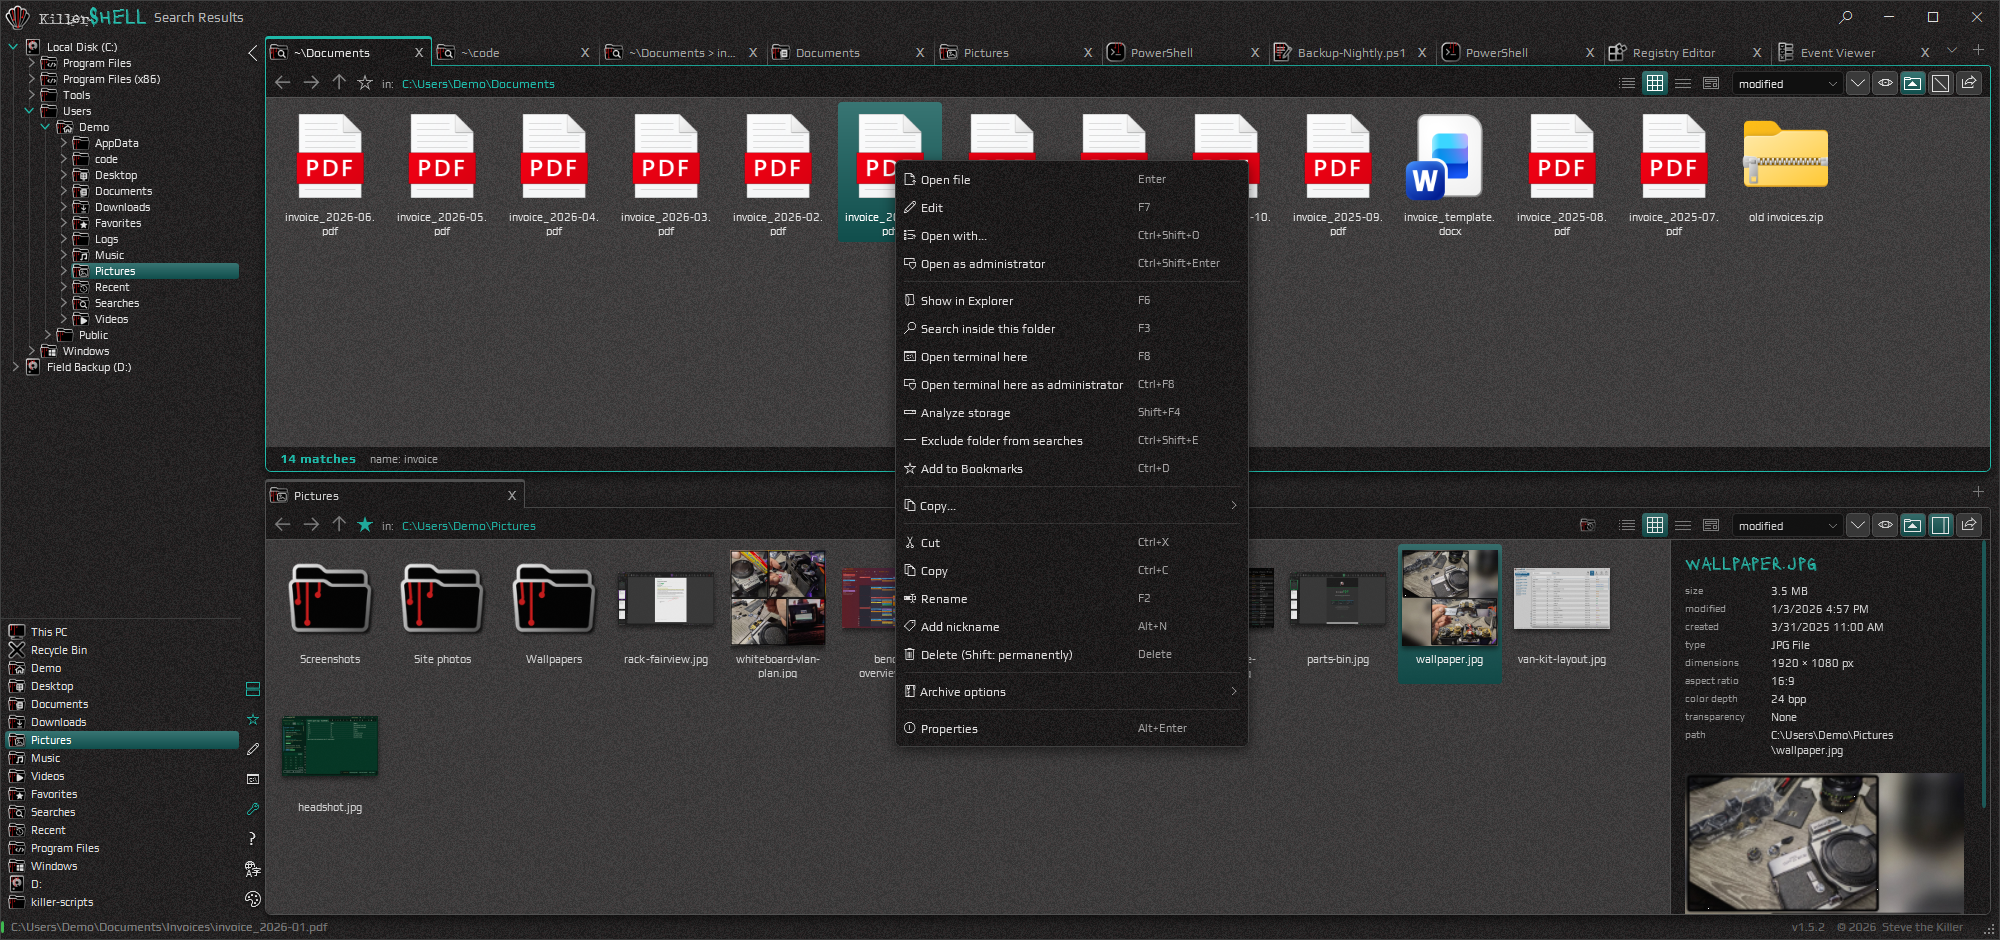 KillerSHELL Search Results
Local Disk (C:)
Program Files
Program Files (x86)
Tools
Users
Demo
AppData
code
Desktop
Documents
Downloads
Favorites
Logs
Music
Pictures
Recent
Searches
Videos
Public
Windows
Field Backup (D:)
This PC
Recycle Bin
Demo
Desktop
Documents
Downloads
Pictures
Music
Videos
Favorites
Searches
Recent
Program Files
Windows
D:
killer-scripts
~\Documents X
~\code X
~\Documents > in... X
Documents X
Pictures X
PowerShell X
Backup-Nightly.ps1 X
PowerShell X
Registry Editor X
Event Viewer X
in: C:\Users\Demo\Documents
modified
PDF PDF PDF PDF PDF PDF W PDF PDF
invoice_2026-06.pdf
invoice_2026-05.pdf
invoice_2026-04.pdf
invoice_2026-03.pdf
invoice_2026-02.pdf
invoice_20
pdf
-10.
invoice_2025-09.pdf
invoice_template.docx
invoice_2025-08.pdf
invoice_2025-07.pdf
old invoices.zip
14 matches name: invoice
Open file Enter
Edit F7
Open with... Ctrl+Shift+O
Open as administrator Ctrl+Shift+Enter
Show in Explorer F6
Search inside this folder F3
Open terminal here F8
Open terminal here as administrator Ctrl+F8
Analyze storage Shift+F4
Exclude folder from searches Ctrl+Shift+E
Add to Bookmarks Ctrl+D
Copy...
Cut Ctrl+X
Copy Ctrl+C
Rename F2
Add nickname Alt+N
Delete (Shift: permanently) Delete
Archive options
Properties Alt+Enter
Pictures X
in: C:\Users\Demo\Pictures
modified
Screenshots
Site photos
Wallpapers
rack-fairview.jpg
whiteboard-vlan-plan.jpg
parts-bin.jpg
wallpaper.jpg
van-kit-layout.jpg
headshot.jpg
WALLPAPER.JPG
size 3.5 MB
modified 1/3/2026 4:57 PM
created 3/31/2025 11:00 AM
type JPG File
dimensions 1920 × 1080 px
aspect ratio 16:9
color depth 24 bpp
transparency None
path C:\Users\Demo\Pictures
\wallpaper.jpg
C:\Users\Demo\Documents\Invoices\invoice_2026-01.pdf
v1.5.2 © 2026 Steve the Killer